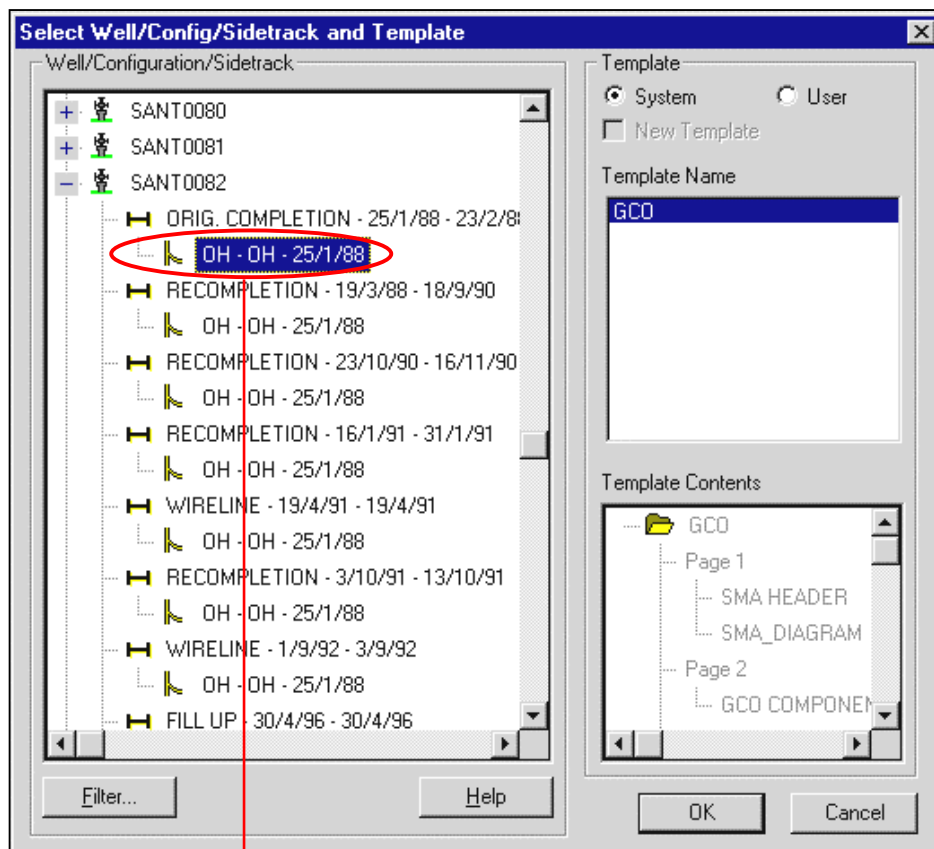 Select Well/Config/Sidetrack and Template
Well/Configuration/Sidetrack
SANT0080
SANT0081
SANT0082
ORIG. COMPLETION - 25/1/88 - 23/2/8
OH - OH - 25/1/88
RECOMPLETION - 19/3/88 - 18/9/90
OH - OH - 25/1/88
RECOMPLETION - 23/10/90 - 16/11/90
OH - OH - 25/1/88
RECOMPLETION - 16/1/91 - 31/1/91
OH - OH - 25/1/88
WIRELINE - 19/4/91 - 19/4/91
OH - OH - 25/1/88
RECOMPLETION - 3/10/91 - 13/10/91
OH - OH - 25/1/88
WIRELINE - 1/9/92 - 3/9/92
OH - OH - 25/1/88
FILL UP - 30/4/96 - 30/4/96
Filter...
Help
Template
System
User
New Template
Template Name
GCO
Template Contents
GCO
Page 1
SMA HEADER
SMA_DIAGRAM
Page 2
GCO COMPONEN
OK
Cancel